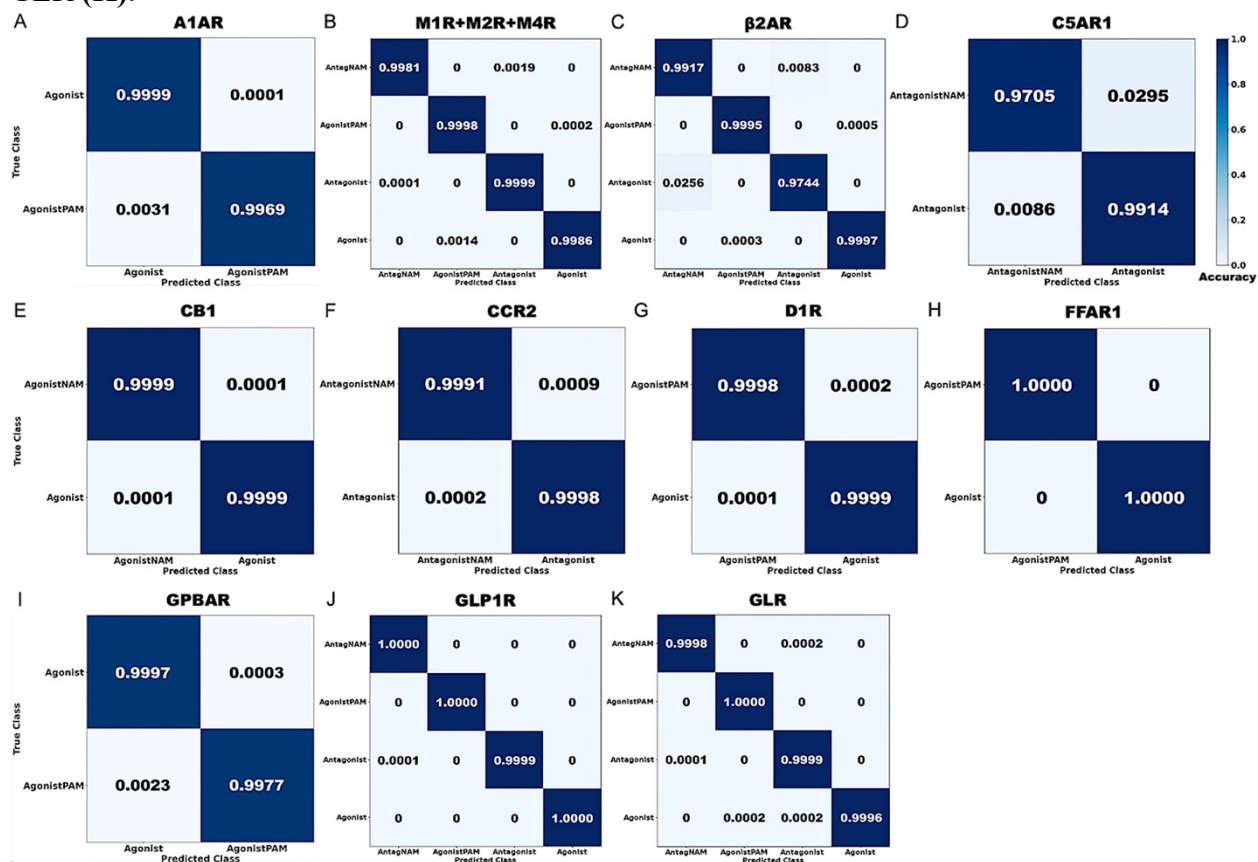 A A1AR
True Class
Agonist 0.9999 0.0001
AgonistPAM 0.0031 0.9969
Agonist AgonistPAM
Predicted Class
B M1R+M2R+M4R
AntagNAM 0.9981 0 0.0019 0
AgonistPAM 0 0.9998 0 0.0002
Antagonist 0.0001 0 0.9999 0
Agonist 0 0.0014 0 0.9986
AntagNAM AgonistPAM Antagonist Agonist
Predicted Class
C β2AR
AntagNAM 0.9917 0 0.0083 0
AgonistPAM 0 0.9995 0 0.0005
Antagonist 0.0256 0 0.9744 0
Agonist 0 0.0003 0 0.9997
AntagNAM AgonistPAM Antagonist Agonist
Predicted Class
D C5AR1
AntagonistNAM 0.9705 0.0295
Antagonist 0.0086 0.9914
AntagonistNAM Antagonist
Predicted Class
1.0
0.8
0.6
0.4
0.2
0.0
Accuracy
E CB1
True Class
AgonistNAM 0.9999 0.0001
Agonist 0.0001 0.9999
AgonistNAM Agonist
Predicted Class
F CCR2
AntagonistNAM 0.9991 0.0009
Antagonist 0.0002 0.9998
AntagonistNAM Antagonist
Predicted Class
G D1R
AgonistPAM 0.9998 0.0002
Agonist 0.0001 0.9999
AgonistPAM Agonist
Predicted Class
H FFAR1
AgonistPAM 1.0000 0
Agonist 0 1.0000
AgonistPAM Agonist
Predicted Class
I GPBAR
True Class
Agonist 0.9997 0.0003
AgonistPAM 0.0023 0.9977
Agonist AgonistPAM
Predicted Class
J GLP1R
AntagNAM 1.0000 0 0 0
AgonistPAM 0 1.0000 0 0
Antagonist 0.0001 0 0.9999 0
Agonist 0 0 0 1.0000
AntagNAM AgonistPAM Antagonist Agonist
Predicted Class
K GLR
AntagNAM 0.9998 0 0.0002 0
AgonistPAM 0 1.0000 0 0
Antagonist 0.0001 0 0.9999 0
Agonist 0 0.0002 0.0002 0.9996
AntagNAM AgonistPAM Antagonist Agonist
Predicted Class